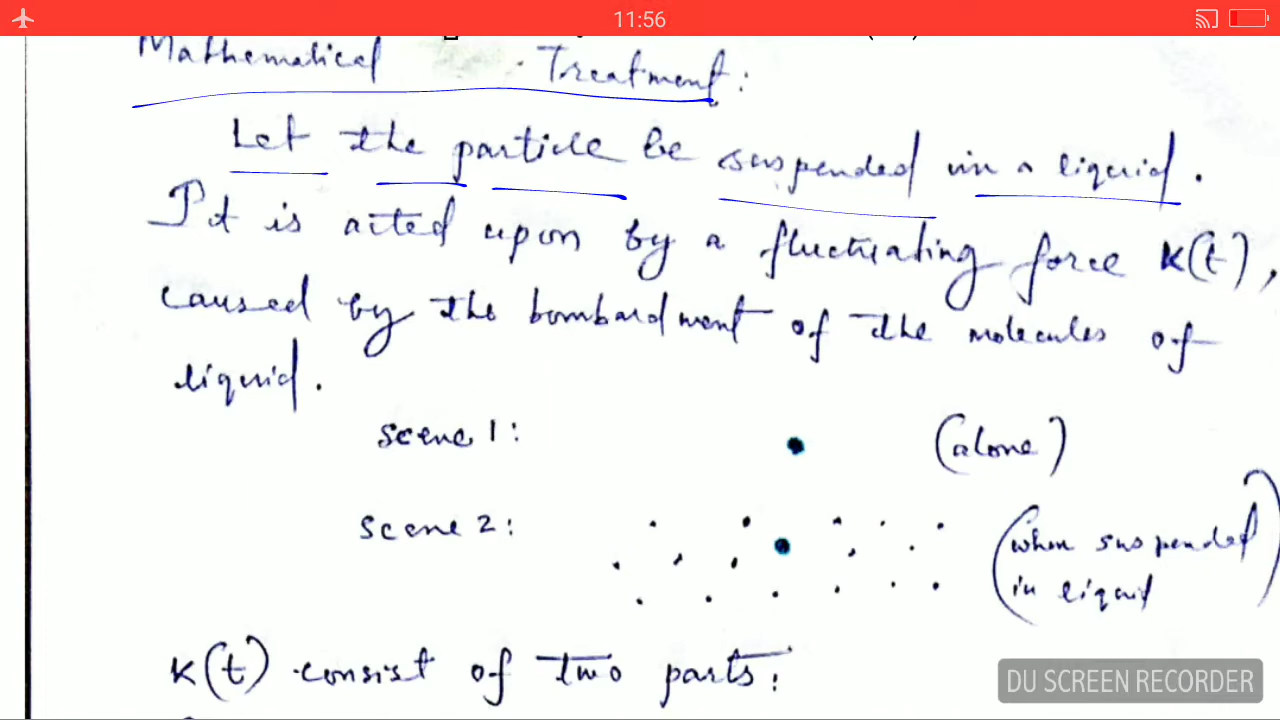 11:56
Mathematical Treatment:
Let the particle be suspended in a liquid.
It is acted upon by a fluctuating force K(t),
caused by the bombardment of the molecules of
liquid.
scene 1: (alone)
scene 2: (when suspended
in liquid)
K(t) consist of two parts:
DU SCREEN RECORDER